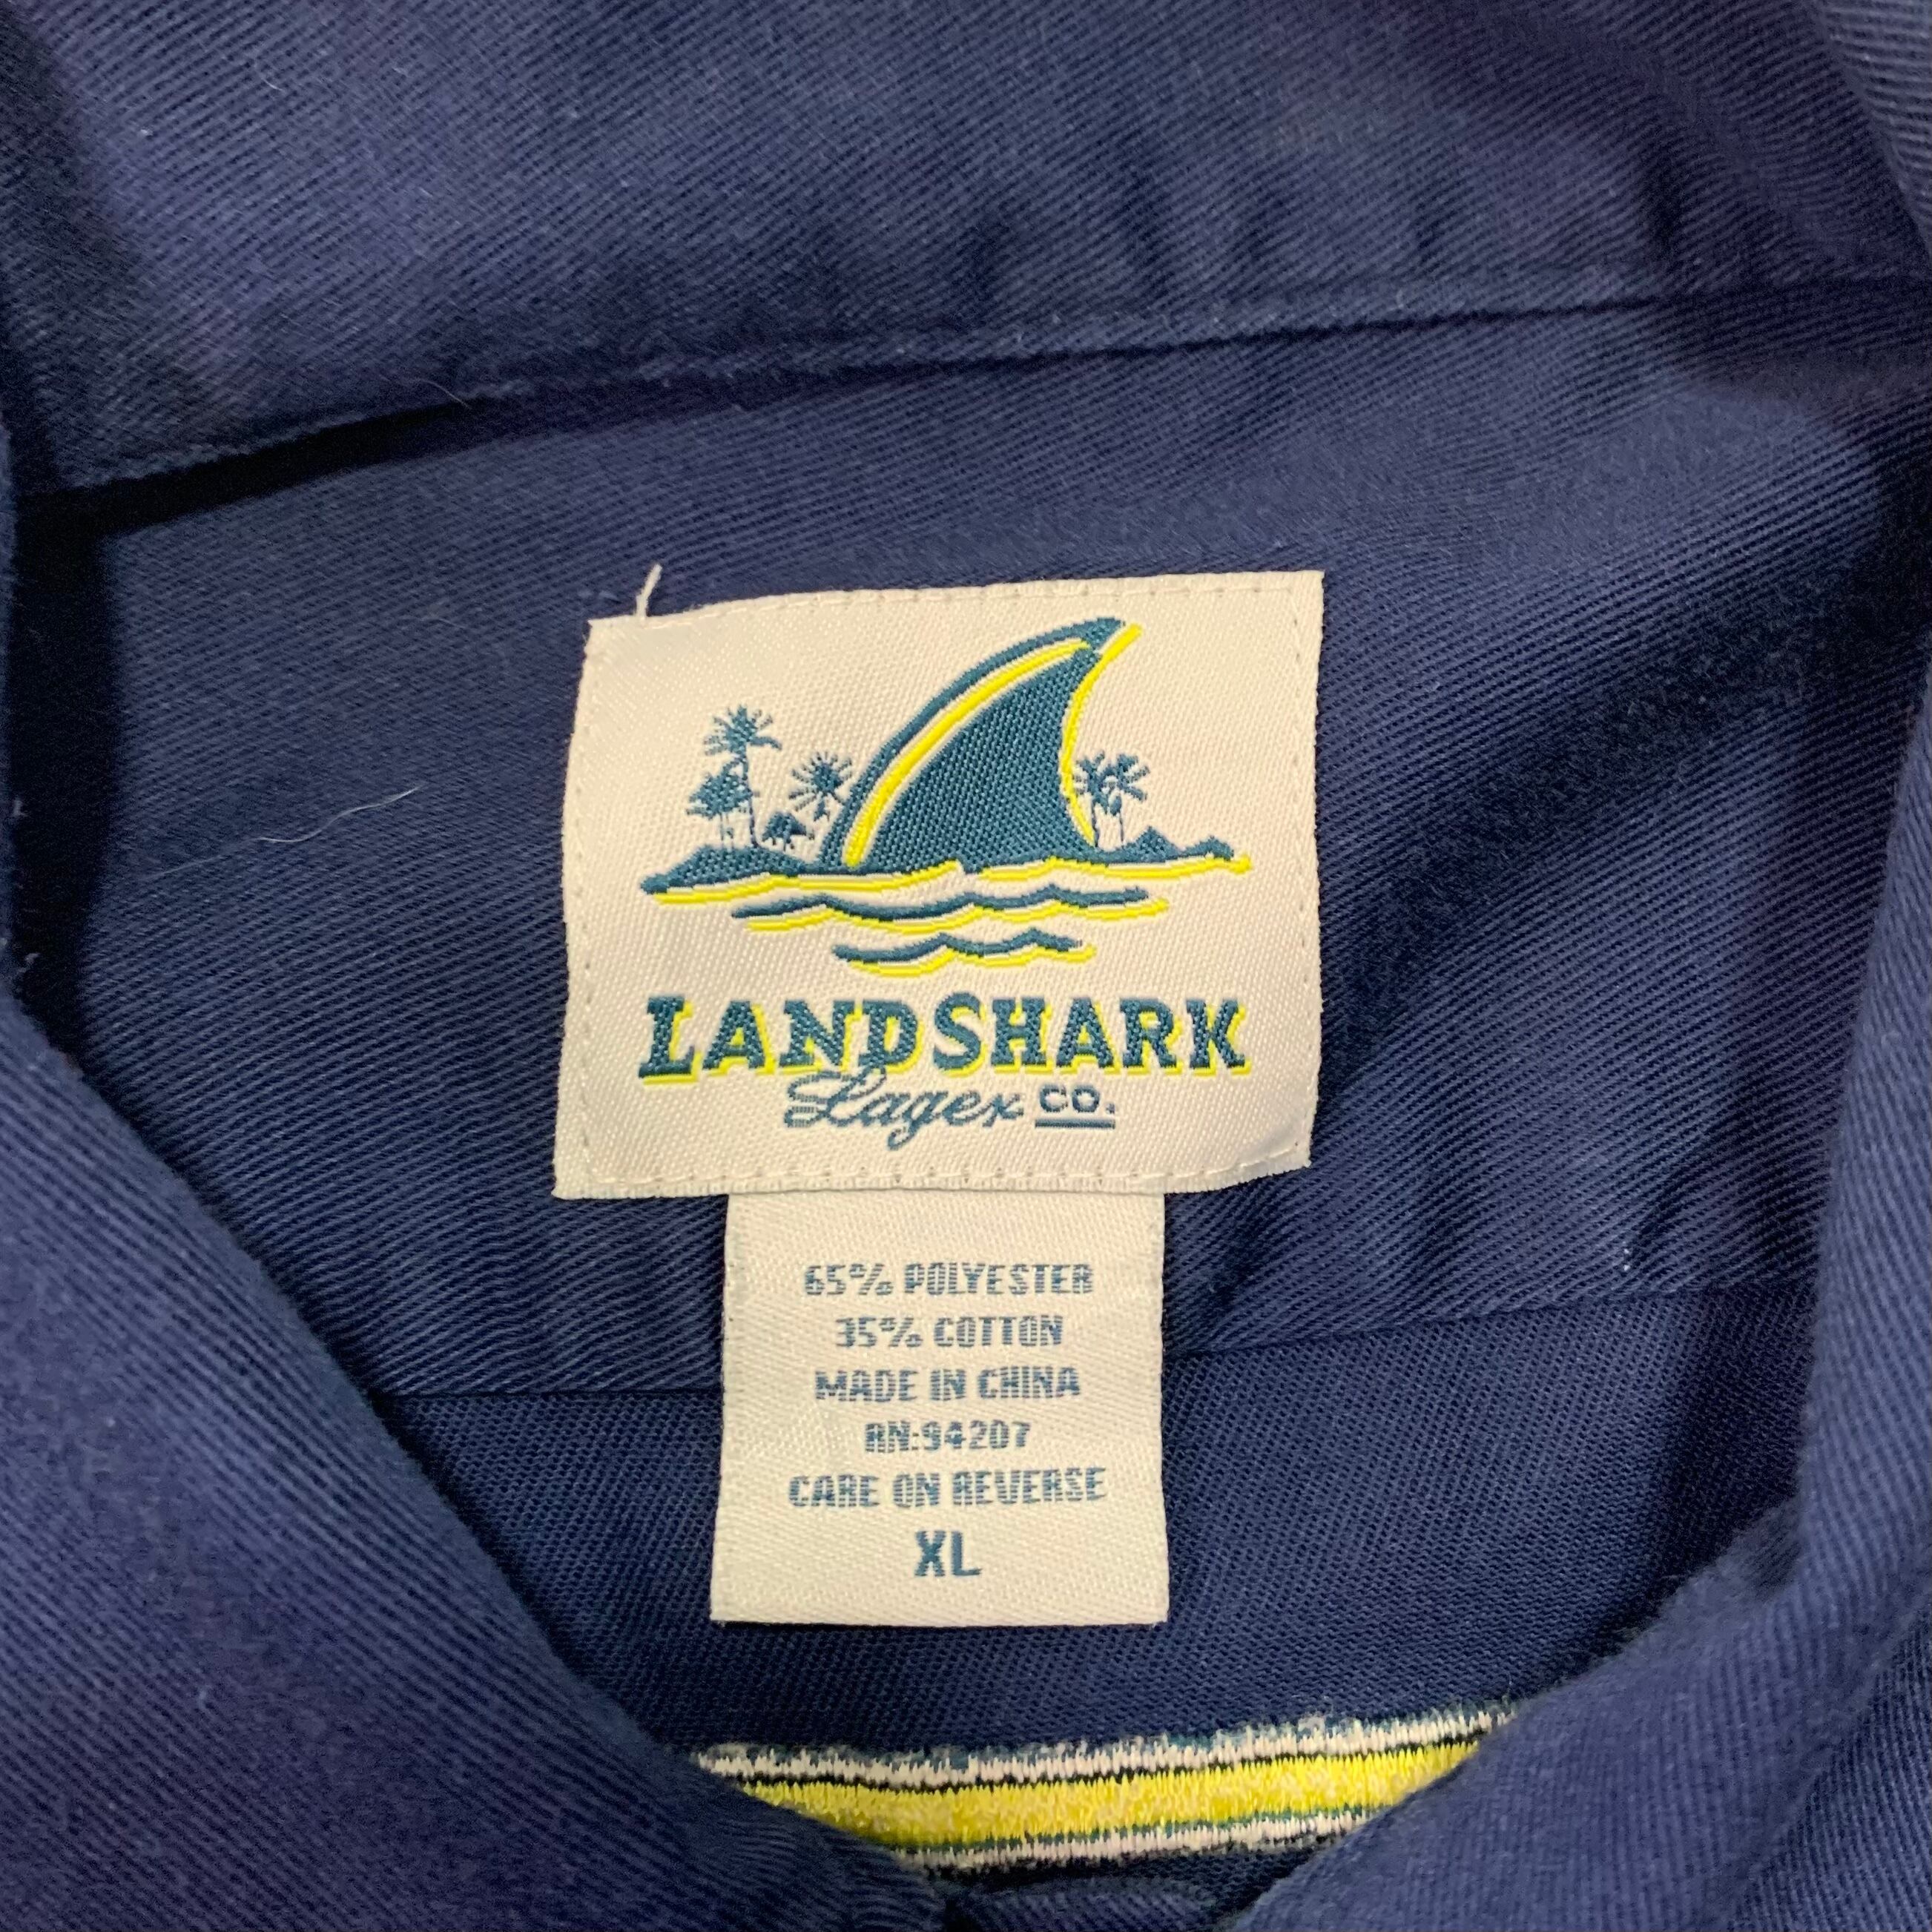 LANDSHARK
Lager CO.
65% POLYESTER
35% COTTON
MADE IN CHINA
RN:94207
CARE ON REVERSE
XL